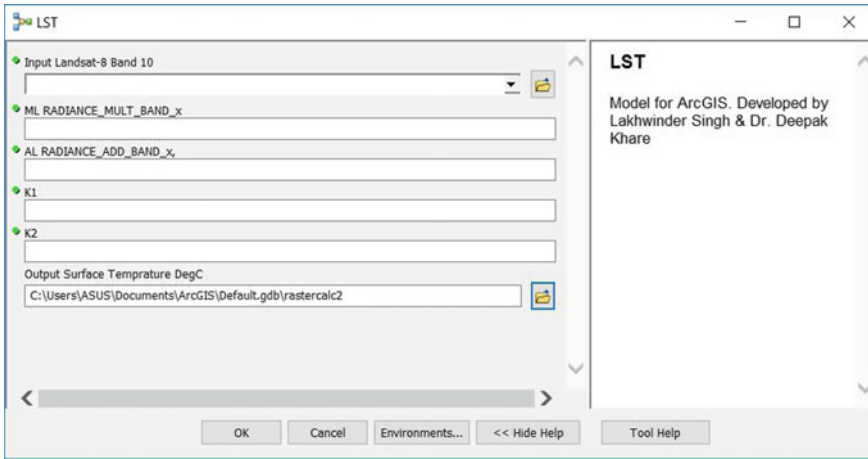 LST
Input Landsat-8 Band 10
ML RADIANCE_MULT_BAND_x
AL RADIANCE_ADD_BAND_x,
K1
K2
Output Surface Temprature DegC
C:\Users\ASUS\Documents\ArcGIS\Default.gdb\rastercalc2
LST
Model for ArcGIS. Developed by
Lakhwinder Singh & Dr. Deepak
Khare
OK
Cancel
Environments...
<< Hide Help
Tool Help